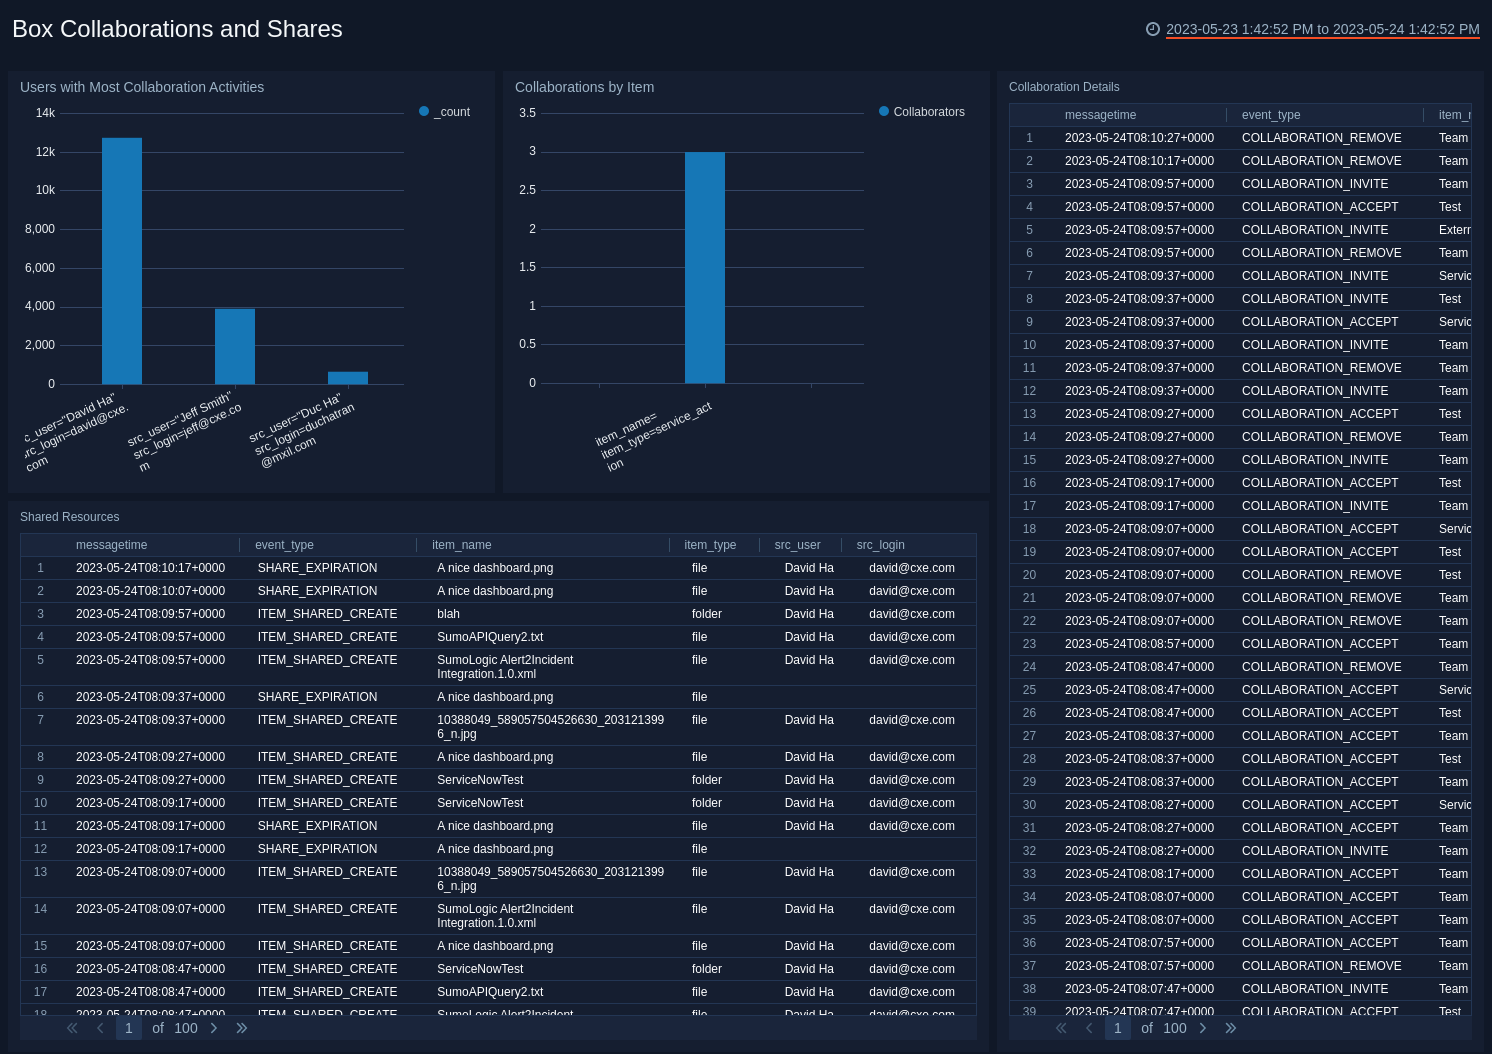 Box Collaborations and Shares
2023-05-23 1:42:52 PM to 2023-05-24 1:42:52 PM
Users with Most Collaboration Activities
_count
14k
12k
10k
8,000
6,000
4,000
2,000
0
c_user="David Ha"
src_login=david@cxe.
com
src_user="Jeff Smith"
src_login=jeff@cxe.co
m
src_user="Duc Ha"
src_login=duchatran
@mxil.com
Collaborations by Item
Collaborators
3.5
3
2.5
2
1.5
1
0.5
0
item_name=
item_type=service_act
ion
Shared Resources
messagetime event_type item_name item_type src_user src_login
1 2023-05-24T08:10:17+0000 SHARE_EXPIRATION A nice dashboard.png file David Ha david@cxe.com
2 2023-05-24T08:10:07+0000 SHARE_EXPIRATION A nice dashboard.png file David Ha david@cxe.com
3 2023-05-24T08:09:57+0000 ITEM_SHARED_CREATE blah folder David Ha david@cxe.com
4 2023-05-24T08:09:57+0000 ITEM_SHARED_CREATE SumoAPIQuery2.txt file David Ha david@cxe.com
5 2023-05-24T08:09:57+0000 ITEM_SHARED_CREATE SumoLogic Alert2Incident file David Ha david@cxe.com
Integration.1.0.xml
6 2023-05-24T08:09:37+0000 SHARE_EXPIRATION A nice dashboard.png file
7 2023-05-24T08:09:37+0000 ITEM_SHARED_CREATE 10388049_589057504526630_203121399 file David Ha david@cxe.com
6_n.jpg
8 2023-05-24T08:09:27+0000 ITEM_SHARED_CREATE A nice dashboard.png file David Ha david@cxe.com
9 2023-05-24T08:09:27+0000 ITEM_SHARED_CREATE ServiceNowTest folder David Ha david@cxe.com
10 2023-05-24T08:09:17+0000 ITEM_SHARED_CREATE ServiceNowTest folder David Ha david@cxe.com
11 2023-05-24T08:09:17+0000 SHARE_EXPIRATION A nice dashboard.png file David Ha david@cxe.com
12 2023-05-24T08:09:17+0000 SHARE_EXPIRATION A nice dashboard.png file
13 2023-05-24T08:09:07+0000 ITEM_SHARED_CREATE 10388049_589057504526630_203121399 file David Ha david@cxe.com
6_n.jpg
14 2023-05-24T08:09:07+0000 ITEM_SHARED_CREATE SumoLogic Alert2Incident file David Ha david@cxe.com
Integration.1.0.xml
15 2023-05-24T08:09:07+0000 ITEM_SHARED_CREATE A nice dashboard.png file David Ha david@cxe.com
16 2023-05-24T08:08:47+0000 ITEM_SHARED_CREATE ServiceNowTest folder David Ha david@cxe.com
17 2023-05-24T08:08:47+0000 ITEM_SHARED_CREATE SumoAPIQuery2.txt file David Ha david@cxe.com
18 2023-05-24T08:08:47+0000 ITEM_SHARED_CREATE SumoLogic Alert2Incident file David Ha david@cxe.com
1 of 100
Collaboration Details
messagetime event_type item_n
1 2023-05-24T08:10:27+0000 COLLABORATION_REMOVE Team
2 2023-05-24T08:10:17+0000 COLLABORATION_REMOVE Team
3 2023-05-24T08:09:57+0000 COLLABORATION_INVITE Team
4 2023-05-24T08:09:57+0000 COLLABORATION_ACCEPT Test
5 2023-05-24T08:09:57+0000 COLLABORATION_INVITE Extern
6 2023-05-24T08:09:57+0000 COLLABORATION_REMOVE Team
7 2023-05-24T08:09:37+0000 COLLABORATION_INVITE Servic
8 2023-05-24T08:09:37+0000 COLLABORATION_INVITE Test
9 2023-05-24T08:09:37+0000 COLLABORATION_ACCEPT Servic
10 2023-05-24T08:09:37+0000 COLLABORATION_INVITE Team
11 2023-05-24T08:09:37+0000 COLLABORATION_REMOVE Team
12 2023-05-24T08:09:37+0000 COLLABORATION_INVITE Team
13 2023-05-24T08:09:27+0000 COLLABORATION_ACCEPT Test
14 2023-05-24T08:09:27+0000 COLLABORATION_REMOVE Team
15 2023-05-24T08:09:27+0000 COLLABORATION_INVITE Team
16 2023-05-24T08:09:17+0000 COLLABORATION_ACCEPT Test
17 2023-05-24T08:09:17+0000 COLLABORATION_INVITE Team
18 2023-05-24T08:09:07+0000 COLLABORATION_ACCEPT Servic
19 2023-05-24T08:09:07+0000 COLLABORATION_ACCEPT Test
20 2023-05-24T08:09:07+0000 COLLABORATION_REMOVE Test
21 2023-05-24T08:09:07+0000 COLLABORATION_REMOVE Team
22 2023-05-24T08:09:07+0000 COLLABORATION_REMOVE Team
23 2023-05-24T08:08:57+0000 COLLABORATION_ACCEPT Team
24 2023-05-24T08:08:47+0000 COLLABORATION_REMOVE Team
25 2023-05-24T08:08:47+0000 COLLABORATION_ACCEPT Servic
26 2023-05-24T08:08:47+0000 COLLABORATION_ACCEPT Test
27 2023-05-24T08:08:37+0000 COLLABORATION_ACCEPT Team
28 2023-05-24T08:08:37+0000 COLLABORATION_ACCEPT Test
29 2023-05-24T08:08:37+0000 COLLABORATION_ACCEPT Team
30 2023-05-24T08:08:27+0000 COLLABORATION_ACCEPT Servic
31 2023-05-24T08:08:27+0000 COLLABORATION_ACCEPT Team
32 2023-05-24T08:08:27+0000 COLLABORATION_INVITE Team
33 2023-05-24T08:08:17+0000 COLLABORATION_ACCEPT Team
34 2023-05-24T08:08:07+0000 COLLABORATION_ACCEPT Team
35 2023-05-24T08:08:07+0000 COLLABORATION_ACCEPT Team
36 2023-05-24T08:07:57+0000 COLLABORATION_ACCEPT Team
37 2023-05-24T08:07:57+0000 COLLABORATION_REMOVE Team
38 2023-05-24T08:07:47+0000 COLLABORATION_INVITE Team
39 2023-05-24T08:07:47+0000 COLLABORATION_ACCEPT Test
1 of 100